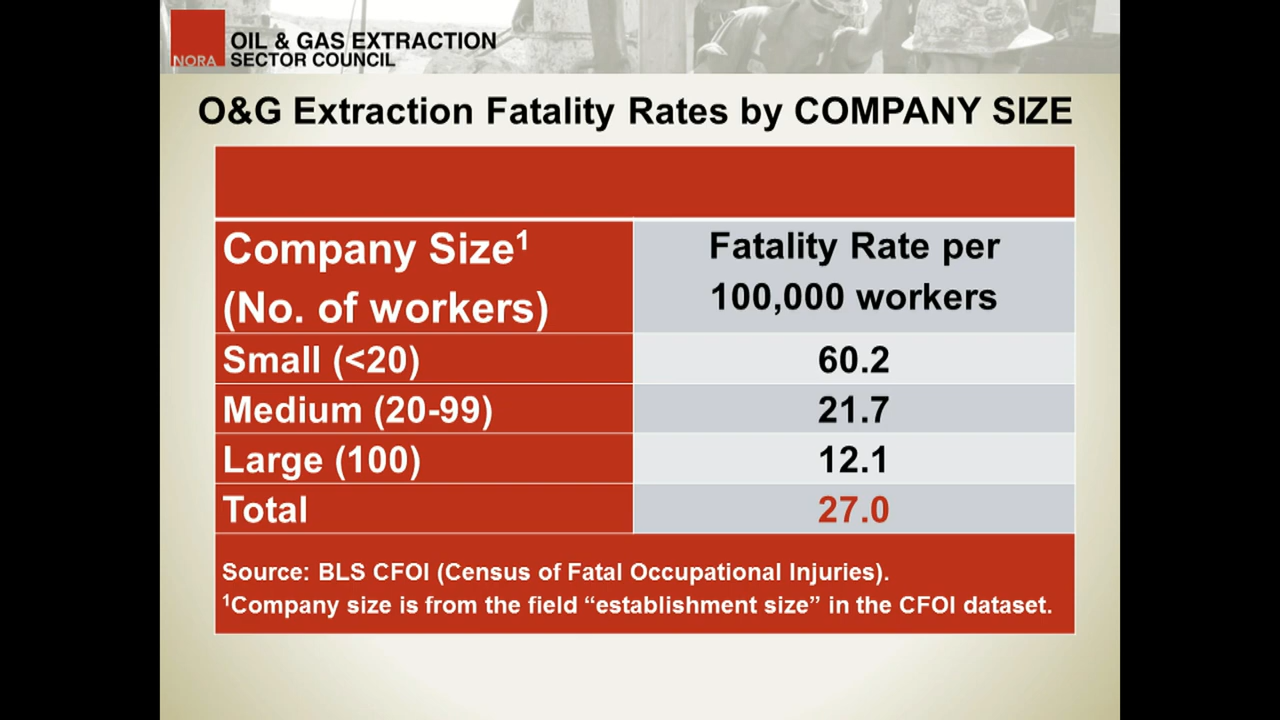 NORA
OIL & GAS EXTRACTION
SECTOR COUNCIL
O&G Extraction Fatality Rates by COMPANY SIZE
Company Size¹
(No. of workers)
Fatality Rate per
100,000 workers
Small (<20)
60.2
Medium (20-99)
21.7
Large (100)
12.1
Total
27.0
Source: BLS CFOI (Census of Fatal Occupational Injuries).
¹Company size is from the field “establishment size” in the CFOI dataset.